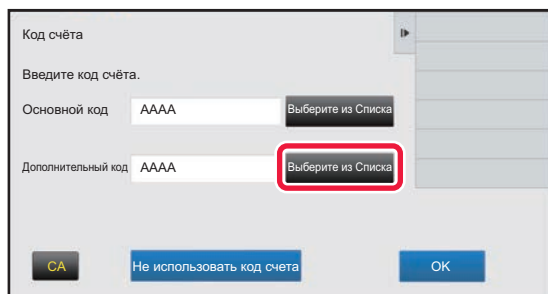 Код счёта
Введите код счёта.
Основной код AAAA Выберите из Списка
Дополнительный код AAAA Выберите из Списка
CA Не использовать код счета OK